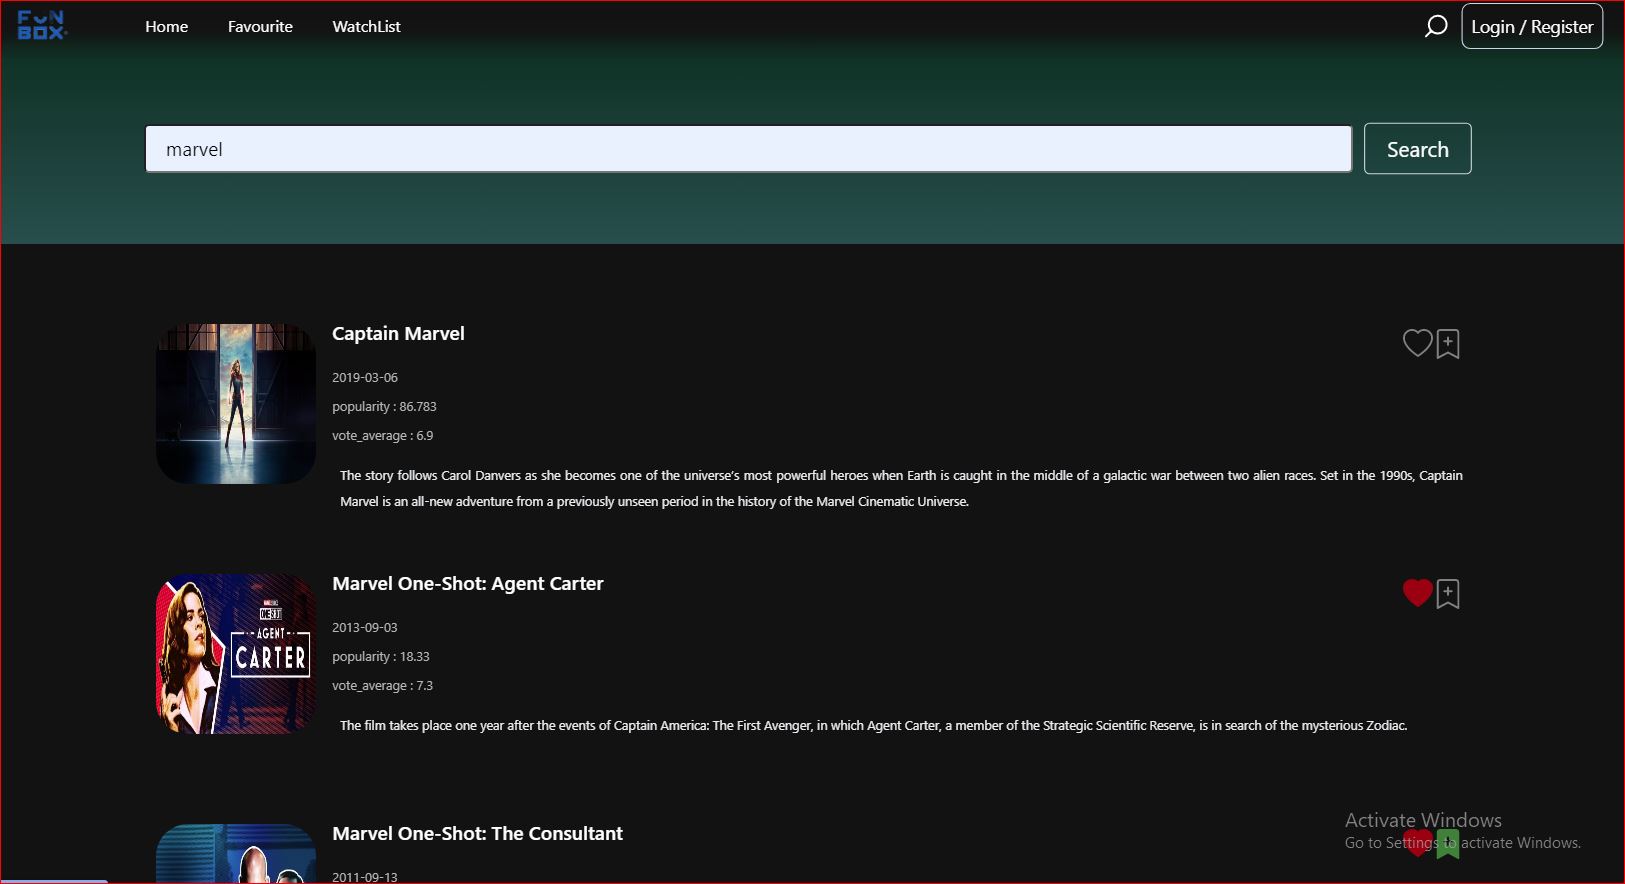 FUN
BOX
Home Favourite WatchList Login / Register
marvel Search
Captain Marvel
2019-03-06
popularity : 86.783
vote_average : 6.9
The story follows Carol Danvers as she becomes one of the universe’s most powerful heroes when Earth is caught in the middle of a galactic war between two alien races. Set in the 1990s, Captain
Marvel is an all-new adventure from a previously unseen period in the history of the Marvel Cinematic Universe.
ONE SHOT
AGENT
CARTER
Marvel One-Shot: Agent Carter
2013-09-03
popularity : 18.33
vote_average : 7.3
The film takes place one year after the events of Captain America: The First Avenger, in which Agent Carter, a member of the Strategic Scientific Reserve, is in search of the mysterious Zodiac.
Marvel One-Shot: The Consultant
2011-09-13
Activate Windows
Go to Settings to activate Windows.